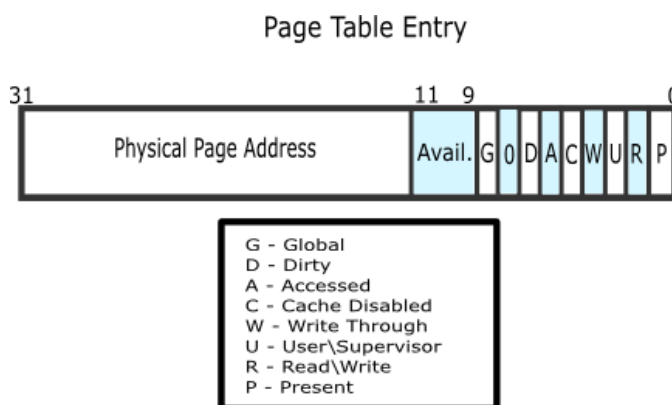 Page Table Entry
31 11 9 0
Physical Page Address Avail. G 0 D A C W U R P
G - Global
D - Dirty
A - Accessed
C - Cache Disabled
W - Write Through
U - User\Supervisor
R - Read\Write
P - Present